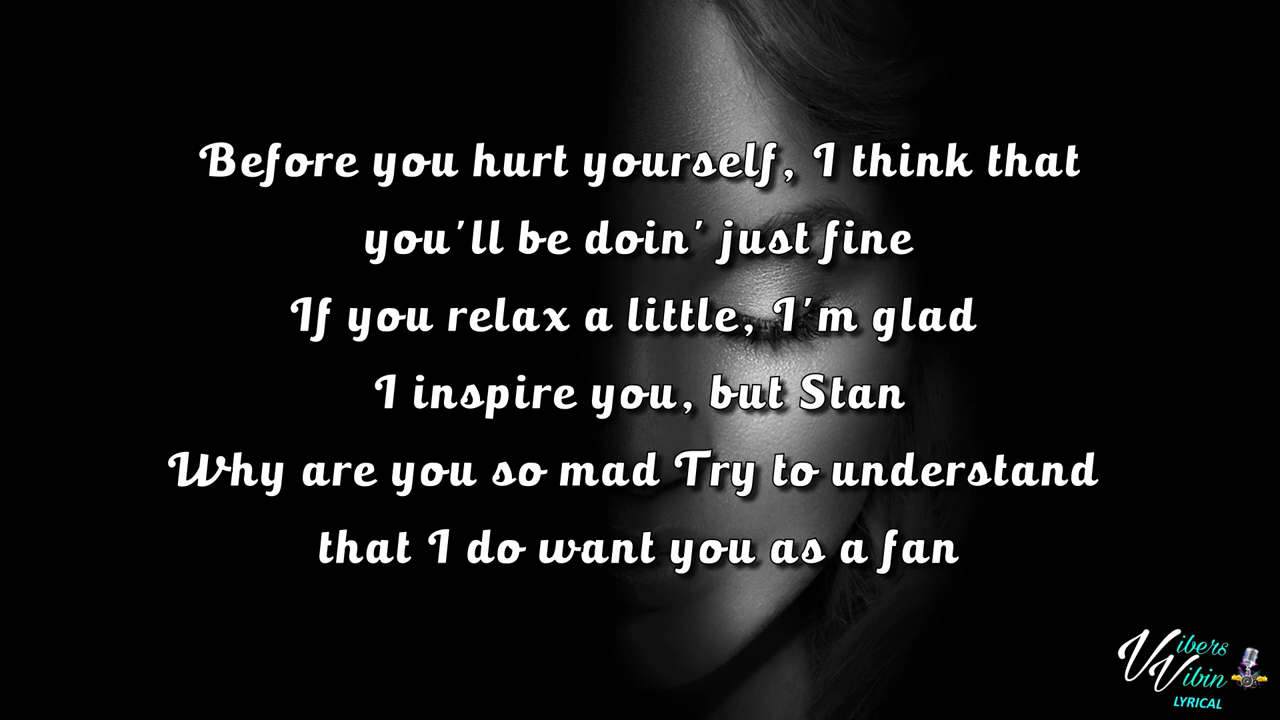 Before you hurt yourself, I think that
you'll be doin' just fine
If you relax a little, I'm glad
I inspire you, but Stan
Why are you so mad Try to understand
that I do want you as a fan
Vibers
Vibin
LYRICAL